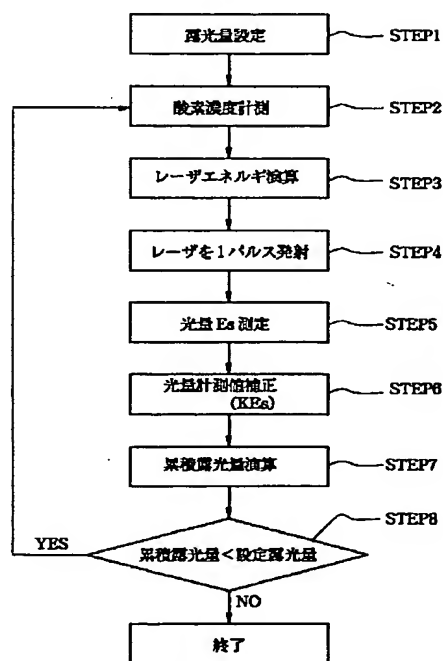 露光量設定
STEP1
酸素濃度計測
STEP2
レーザエネルギ演算
STEP3
レーザを1パルス発射
STEP4
光量Es測定
STEP5
光量計測値補正
(KEs)
STEP6
累積露光量演算
STEP7
STEP8
YES
累積露光量<設定露光量
NO
終了